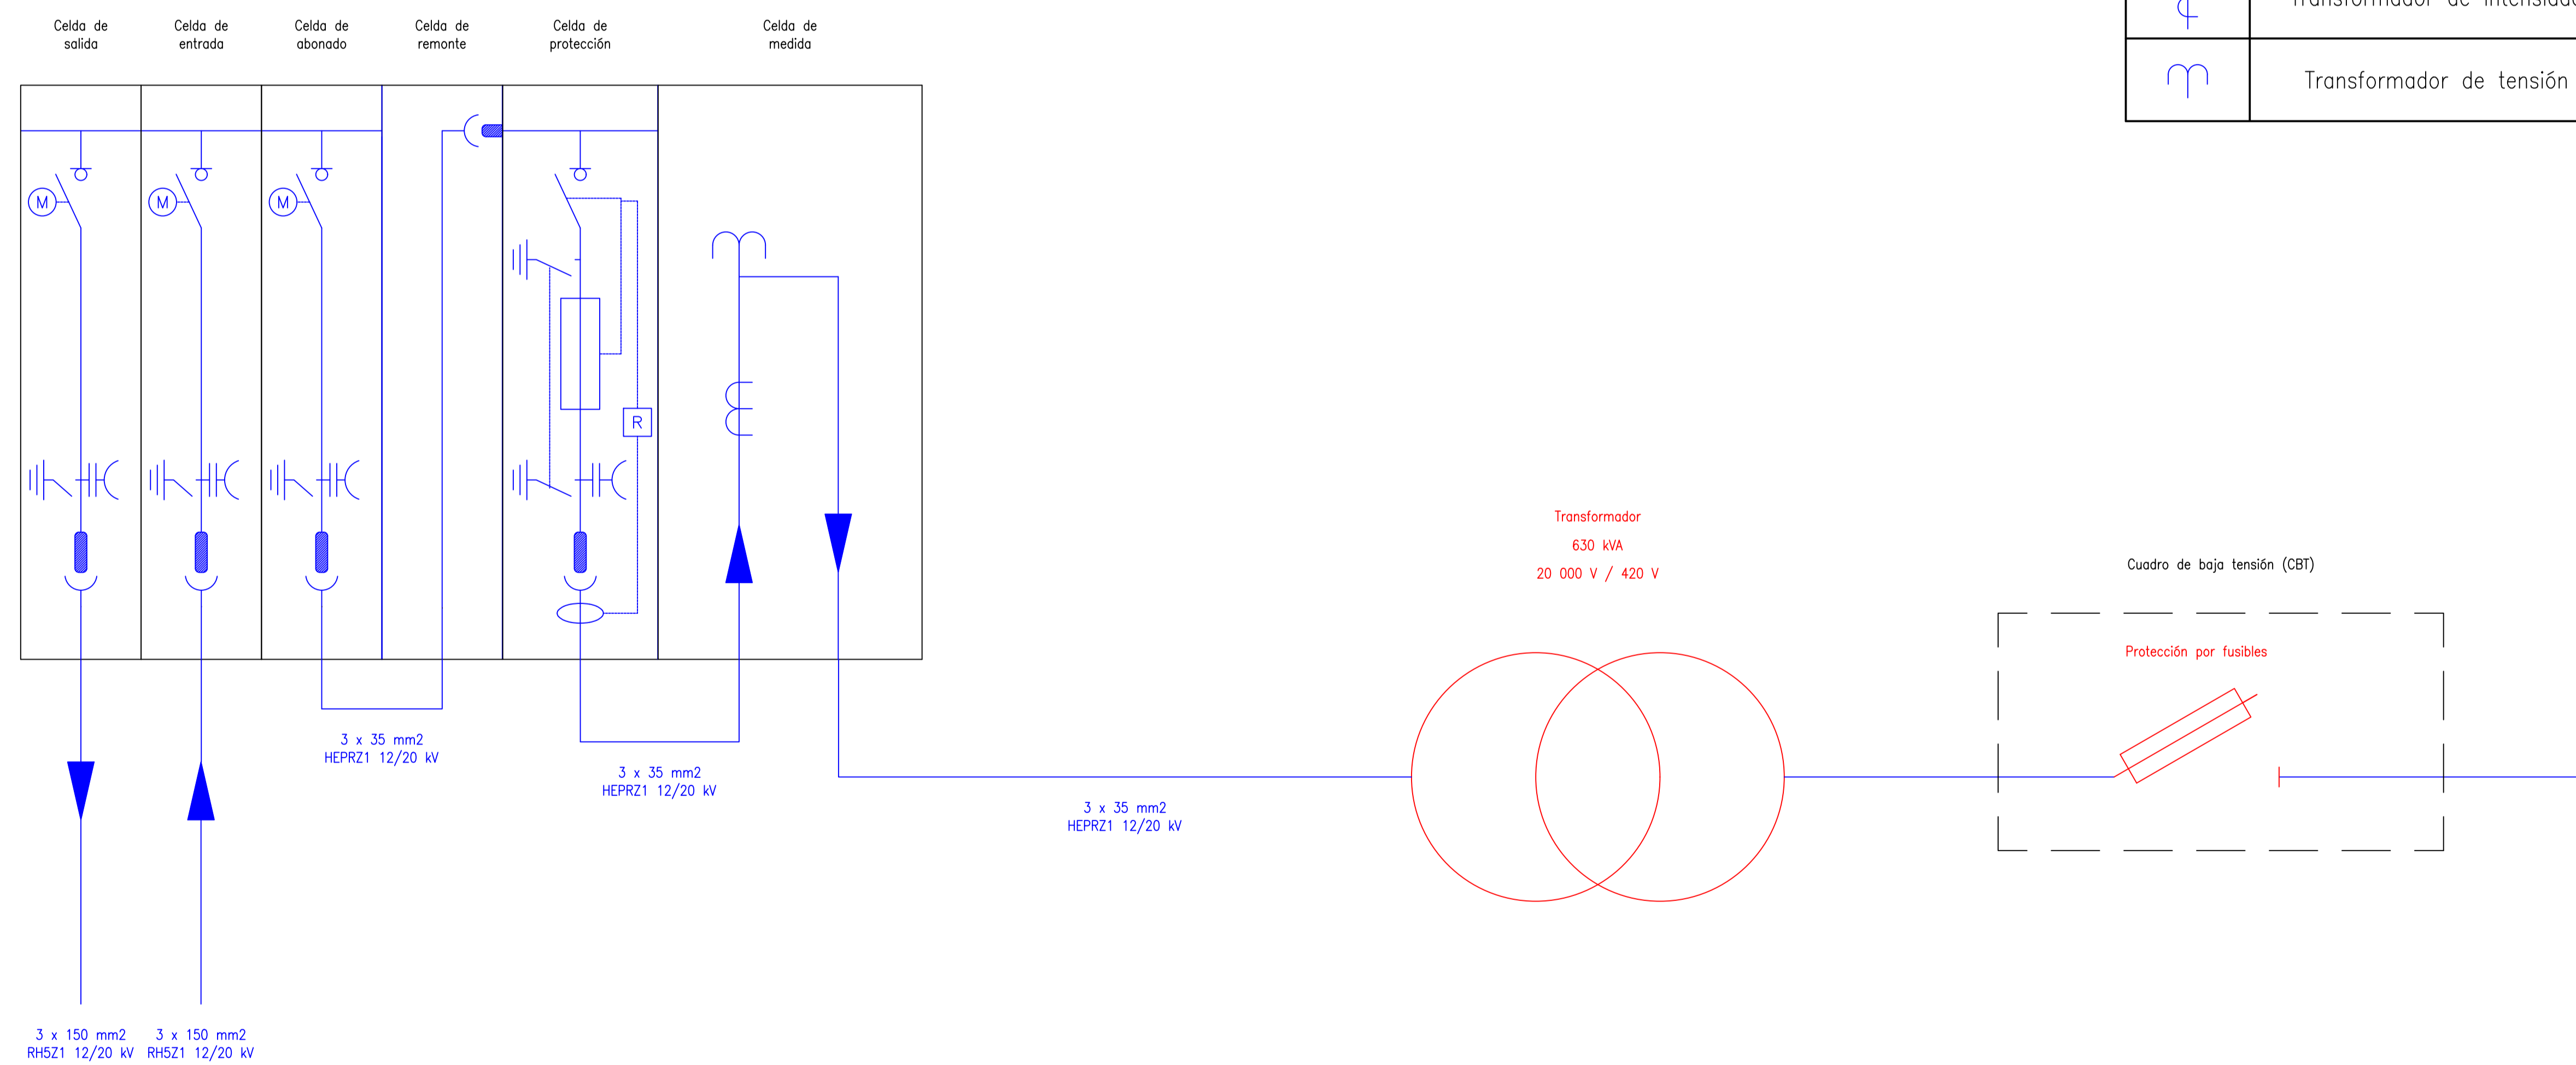 Celda de
salida
Celda de
entrada
Celda de
abonado
Celda de
remonte
Celda de
protección
Celda de
medida
Transformador de intensidad
Transformador de tensión
M
M
M
R
Transformador
630 kVA
20 000 V / 420 V
Cuadro de baja tensión (CBT)
Protección por fusibles
3 x 35 mm2
HEPRZ1 12/20 kV
3 x 35 mm2
HEPRZ1 12/20 kV
3 x 35 mm2
HEPRZ1 12/20 kV
3 x 150 mm2
RH5Z1 12/20 kV
3 x 150 mm2
RH5Z1 12/20 kV